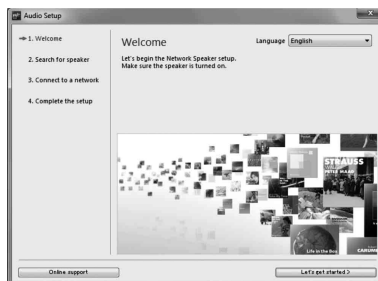 Audio Setup
1. Welcome
2. Search for speaker
3. Connect to a network
4. Complete the setup
Welcome
Language English
Let's begin the Network Speaker setup.
Make sure the speaker is turned on.
STRAUSS
Life in the Box
Online support
Let's get started >